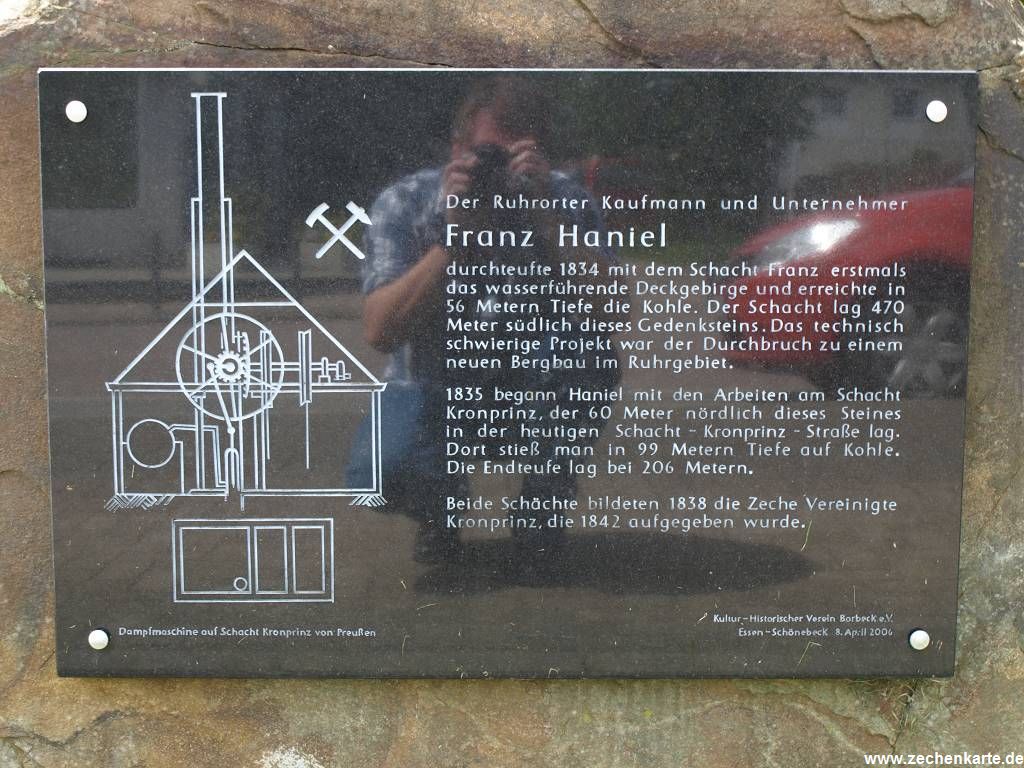 Der Ruhrorter Kaufmann und Unternehmer
Franz Haniel
durchteufte 1834 mit dem Schacht Franz erstmals
das wasserführende Deckgebirge und erreichte in
56 Metern Tiefe die Kohle. Der Schacht lag 470
Meter südlich dieses Gedenksteins. Das technisch
schwierige Projekt war der Durchbruch zu einem
neuen Bergbau im Ruhrgebiet.
1835 begann Haniel mit den Arbeiten am Schacht
Kronprinz, der 60 Meter nördlich dieses Steines
in der heutigen Schacht - Kronprinz - Straße lag.
Dort stieß man in 99 Metern Tiefe auf Kohle.
Die Endteufe lag bei 206 Metern.
Beide Schächte bildeten 1838 die Zeche Vereinigte
Kronprinz, die 1842 aufgegeben wurde.
Dampfmaschine auf Schacht Kronprinz von Preußen
Kultur - Historischer Verein Borbeck e.V.
Essen - Schönebeck 8. April 2006
www.zechenkarte.de